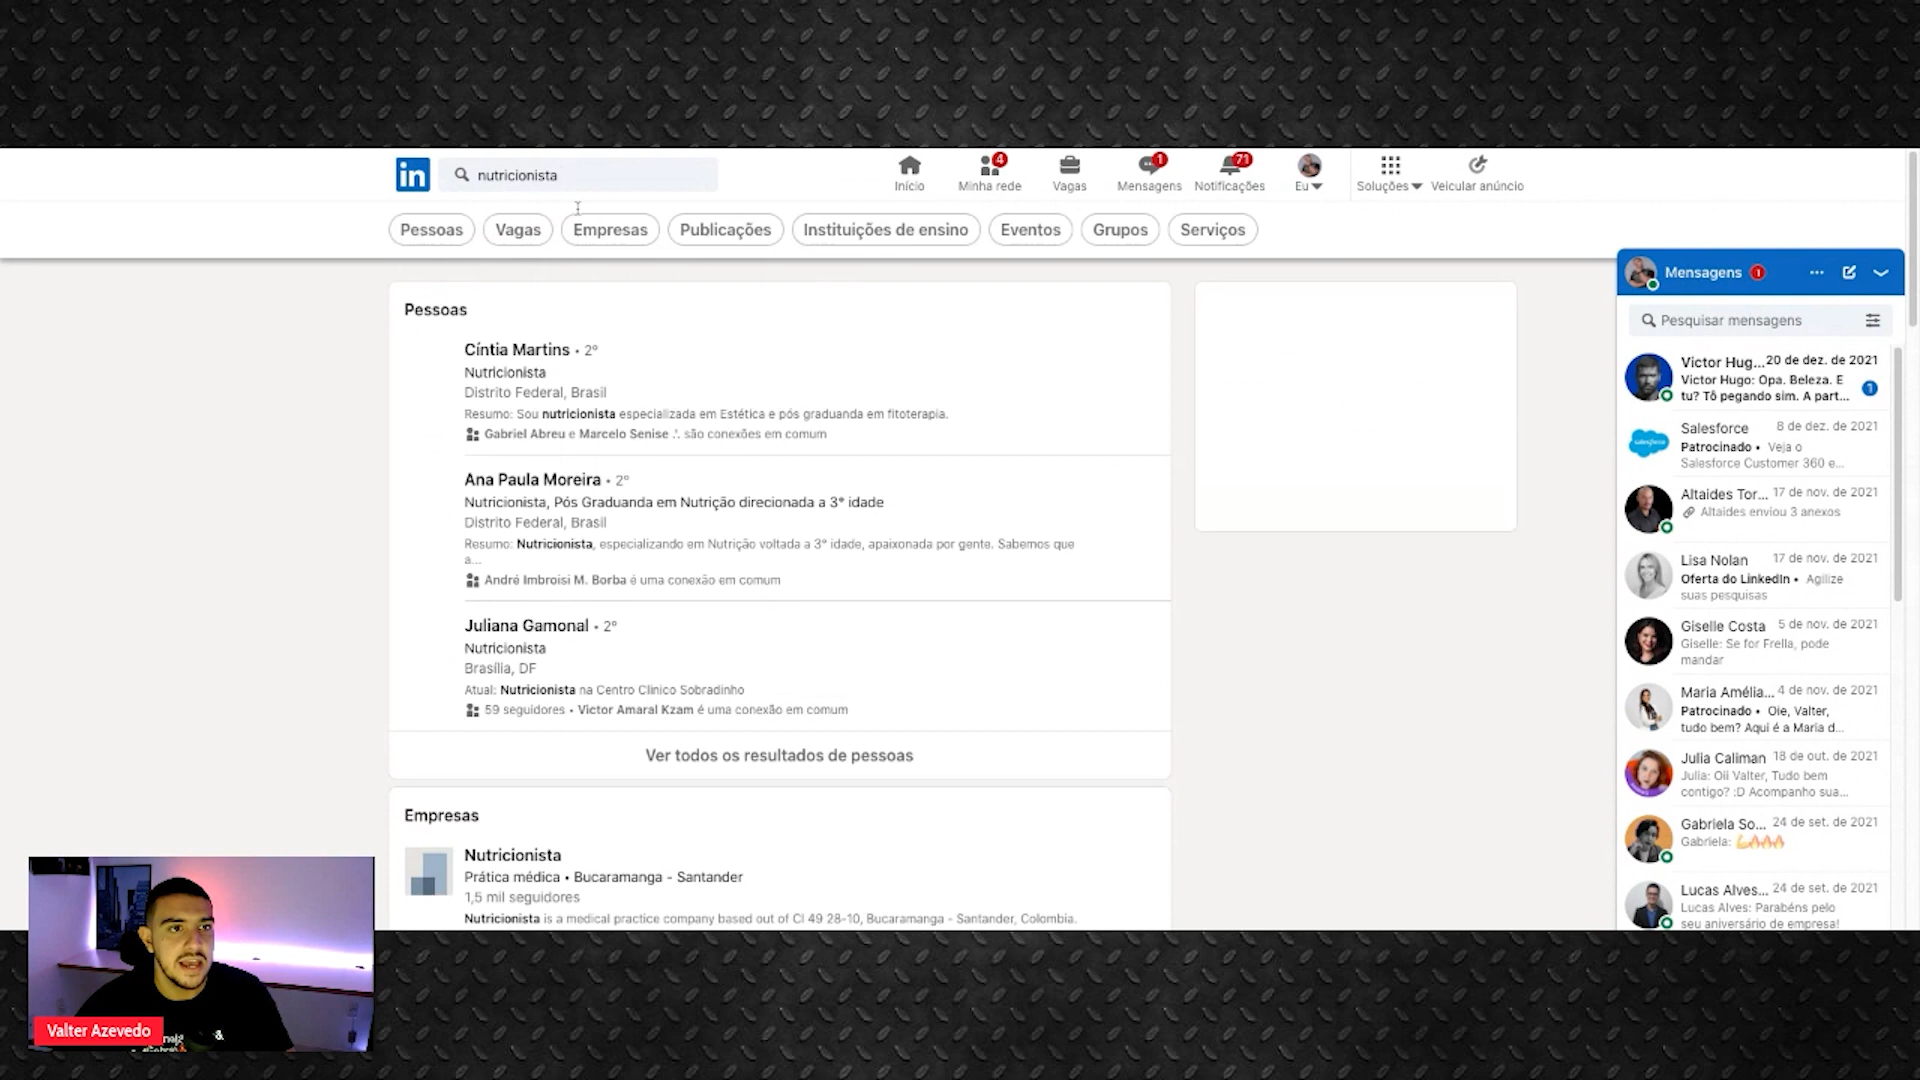 in
nutricionista
4
1
71
Início
Minha rede
Vagas
Mensagens
Notificações
Eu
Soluções
Veicular anúncio
Pessoas
Vagas
Empresas
Publicações
Instituições de ensino
Eventos
Grupos
Serviços
Pessoas
Cíntia Martins • 2º
Nutricionista
Distrito Federal, Brasil
Resumo: Sou nutricionista especializada em Estética e pós graduanda em fitoterapia.
Gabriel Abreu e Marcelo Senise .'. são conexões em comum
Ana Paula Moreira • 2º
Nutricionista, Pós Graduanda em Nutrição direcionada a 3ª idade
Distrito Federal, Brasil
Resumo: Nutricionista, especializando em Nutrição voltada a 3ª idade, apaixonada por gente. Sabemos que
a...
André Imbroisi M. Borba é uma conexão em comum
Juliana Gamonal • 2º
Nutricionista
Brasília, DF
Atual: Nutricionista na Centro Clinico Sobradinho
59 seguidores • Victor Amaral Kzam é uma conexão em comum
Ver todos os resultados de pessoas
Empresas
Nutricionista
Prática médica • Bucaramanga - Santander
1,5 mil seguidores
Nutricionista is a medical practice company based out of Cl 49 28-10, Bucaramanga - Santander, Colombia.
Mensagens 1
Pesquisar mensagens
Victor Hug... 20 de dez. de 2021
Victor Hugo: Opa. Beleza. E
tu? Tô pegando sim. A part...
1
Salesforce 8 de dez. de 2021
Patrocinado • Veja o
Salesforce Customer 360 e...
Altaides Tor... 17 de nov. de 2021
Altaides enviou 3 anexos
Lisa Nolan 17 de nov. de 2021
Oferta do LinkedIn • Agilize
suas pesquisas
Giselle Costa 5 de nov. de 2021
Giselle: Se for Frella, pode
mandar
Maria Amélia... 4 de nov. de 2021
Patrocinado • Oie, Valter,
tudo bem? Aqui é a Maria d...
Julia Caliman 18 de out. de 2021
Julia: Oii Valter, Tudo bem
contigo? :D Acompanho sua...
Gabriela So... 24 de set. de 2021
Gabriela: 💪🔥🔥🔥
Lucas Alves... 24 de set. de 2021
Lucas Alves: Parabéns pelo
seu aniversário de empresa!
Valter Azevedo
&